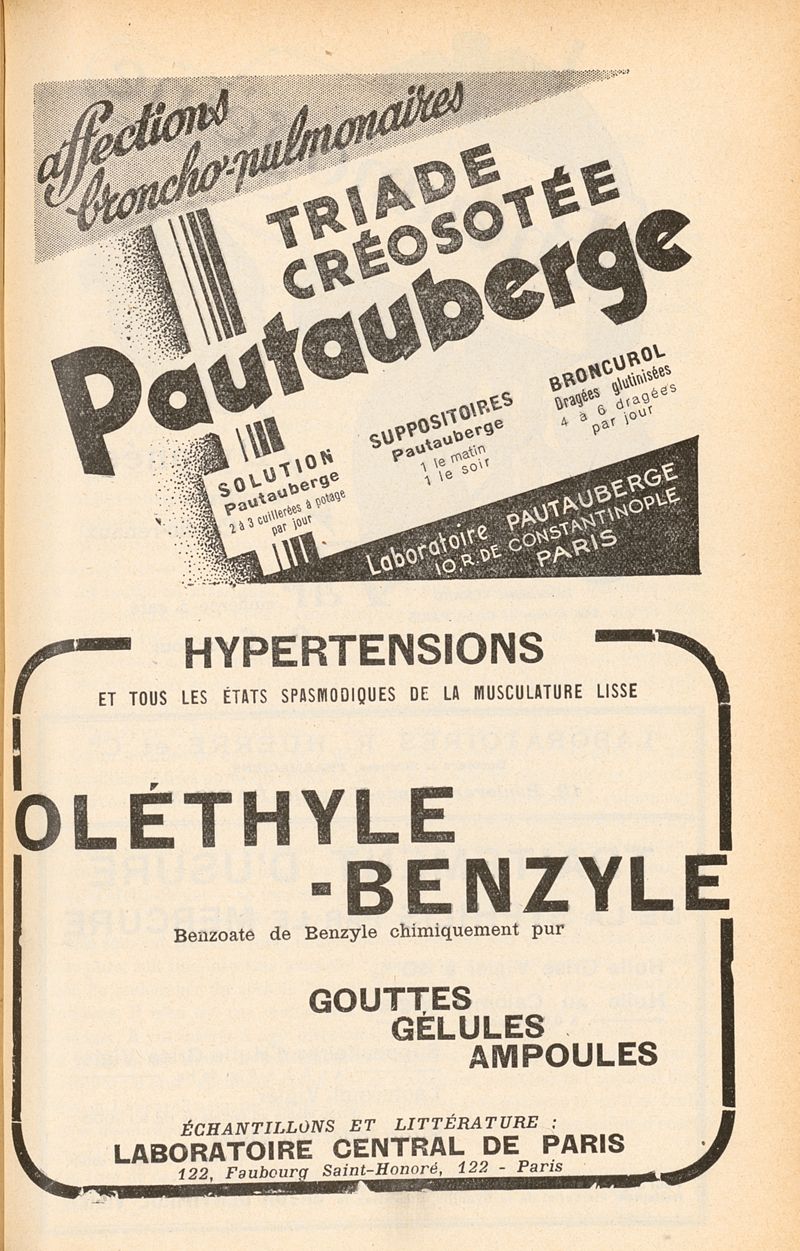 affections
broncho-pulmonaires
TRIADE
CRÉOSOTÉE
Pautauberge
SOLUTION
Pautauberge
2 à 3 cuillerées à potage
par jour
SUPPOSITOIRES
Pautauberge
1 le matin
1 le soir
BRONCUROL
Dragées glutinisées
4 à 6 dragées
par jour
Laboratoire PAUTAUBERGE
10.R.DE CONSTANTINOPLE
PARIS
HYPERTENSIONS
ET TOUS LES ÉTATS SPASMODIQUES DE LA MUSCULATURE LISSE
OLÉTHYLE
-BENZYLE
Benzoate de Benzyle chimiquement pur
GOUTTES
GÉLULES
AMPOULES
ÉCHANTILLONS ET LITTÉRATURE :
LABORATOIRE CENTRAL DE PARIS
122, Faubourg Saint-Honoré, 122 - Paris